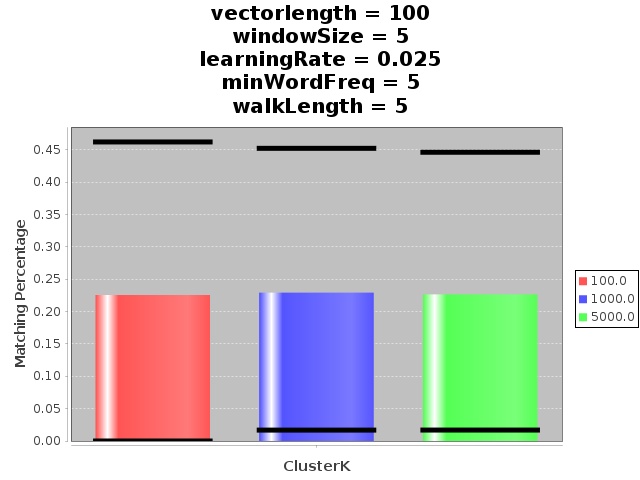 vectorlength = 100
windowSize = 5
learningRate = 0.025
minWordFreq = 5
walkLength = 5
Matching Percentage
0.45
0.40
0.35
0.30
0.25
0.20
0.15
0.10
0.05
0.00
ClusterK
100.0
1000.0
5000.0